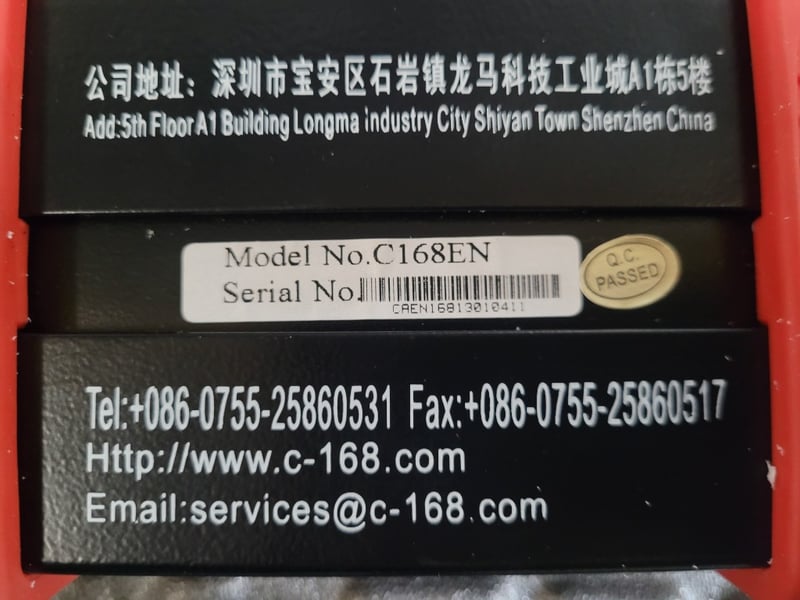 公司地址：深圳市宝安区石岩镇龙马科技工业城A1栋5楼
Add:5th Floor A1 Building Longma industry City Shiyan Town Shenzhen China
Model No.C168EN
Serial No.
CAEN16813010411
Q.C.
PASSED
Tel:+086-0755-25860531 Fax:+086-0755-25860517
Http://www.c-168.com
Email:services@c-168.com